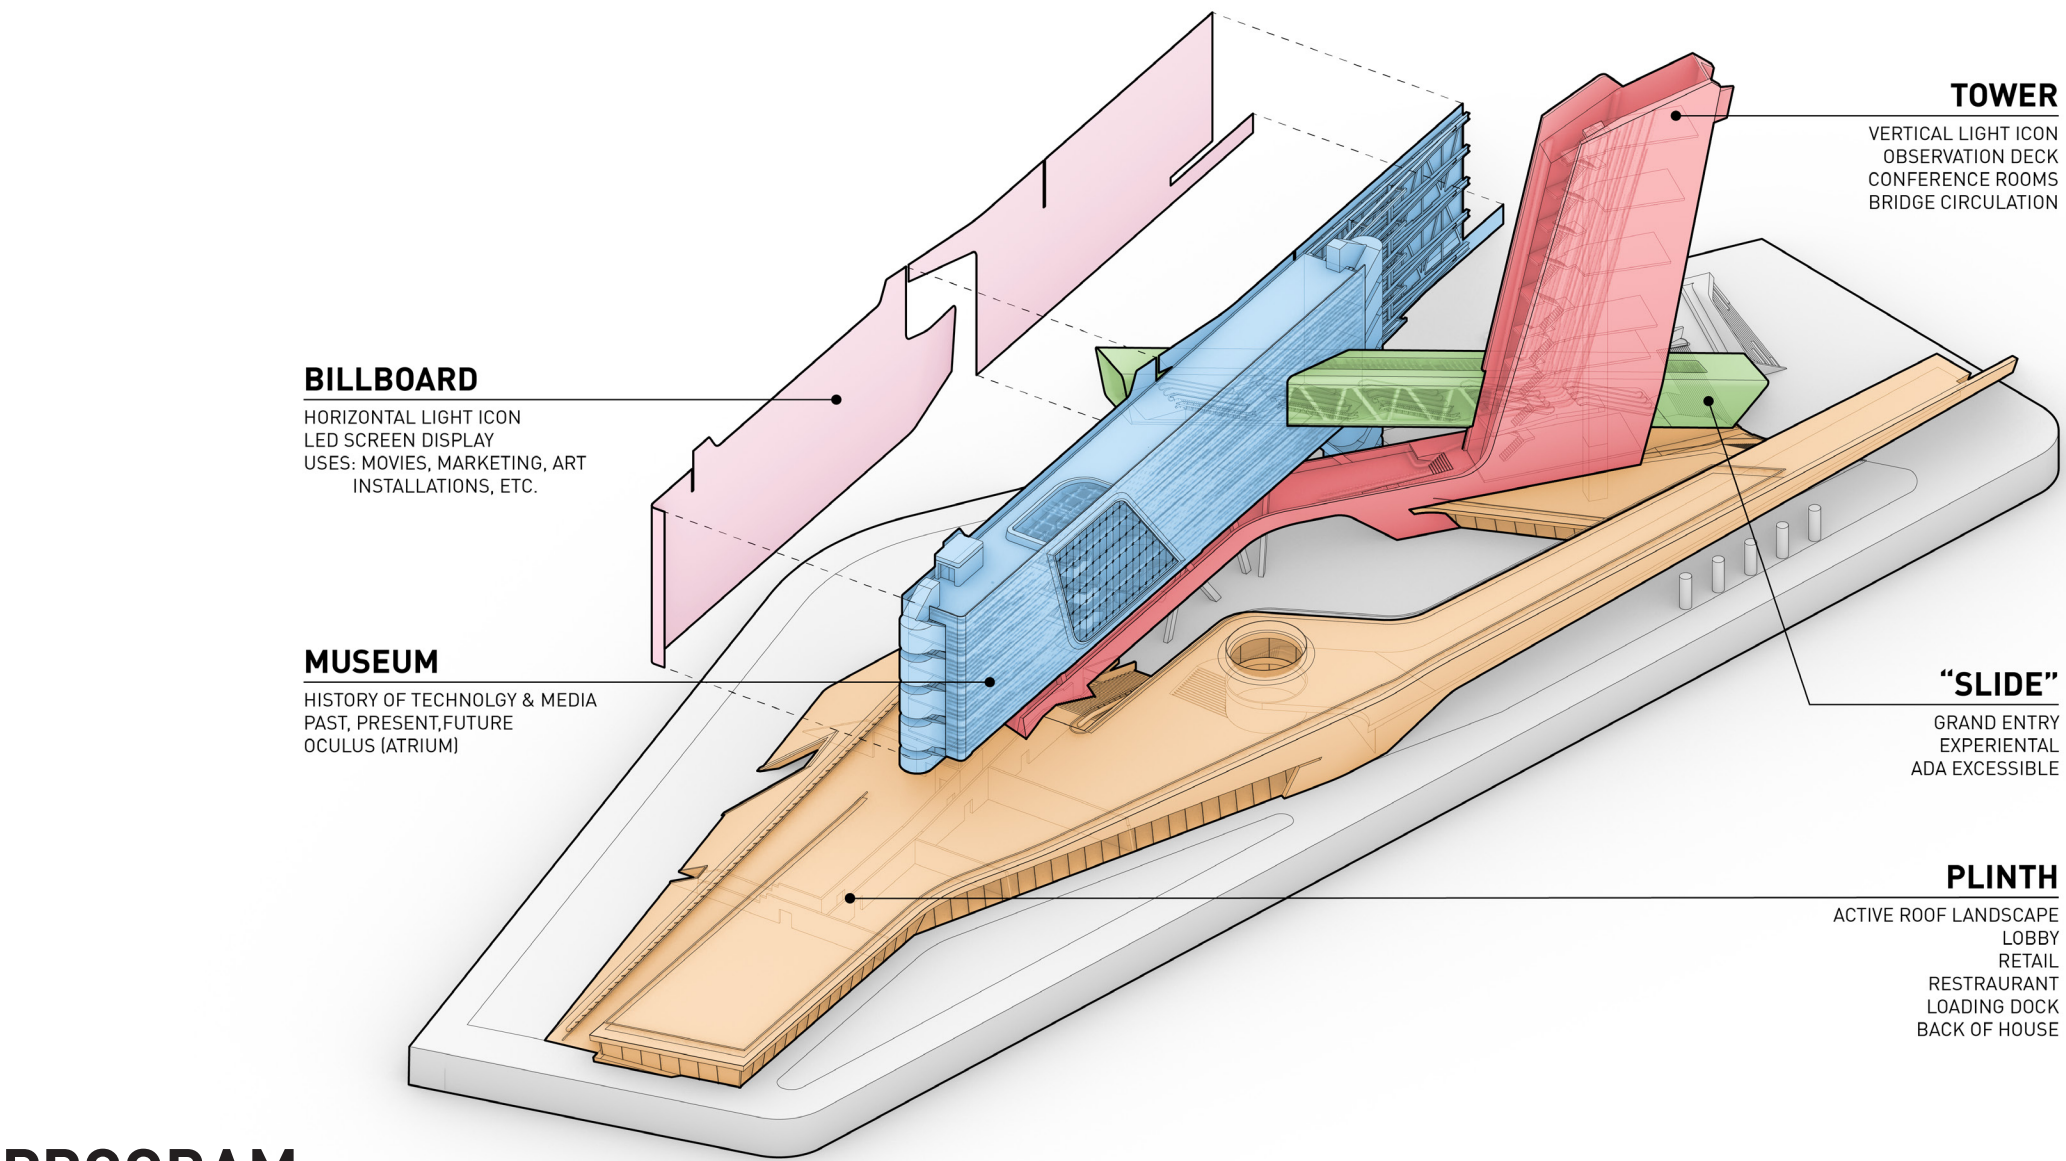 TOWER
VERTICAL LIGHT ICON
OBSERVATION DECK
CONFERENCE ROOMS
BRIDGE CIRCULATION
BILLBOARD
HORIZONTAL LIGHT ICON
LED SCREEN DISPLAY
USES: MOVIES, MARKETING, ART
INSTALLATIONS, ETC.
MUSEUM
HISTORY OF TECHNOLGY & MEDIA
PAST, PRESENT,FUTURE
OCULUS (ATRIUM)
“SLIDE”
GRAND ENTRY
EXPERIENTAL
ADA EXCESSIBLE
PLINTH
ACTIVE ROOF LANDSCAPE
LOBBY
RETAIL
RESTRAURANT
LOADING DOCK
BACK OF HOUSE
PROGRAM